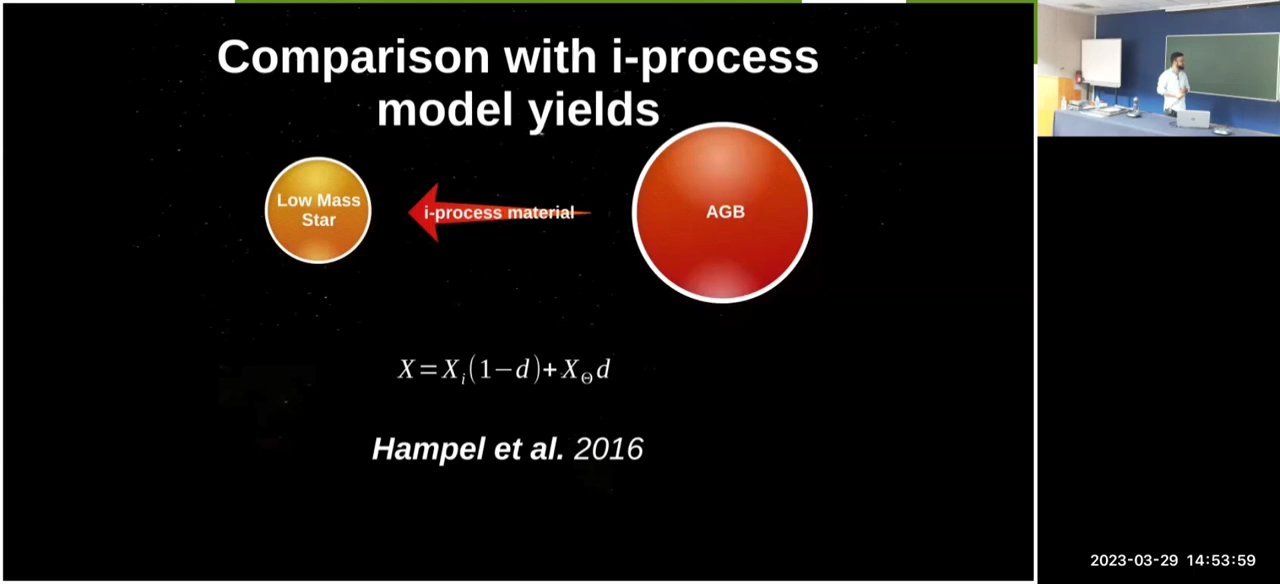 Comparison with i-process
model yields
Low Mass
Star
i-process material
AGB
X=X_i(1−d)+X_Θd
Hampel et al. 2016
2023-03-29 14:53:59